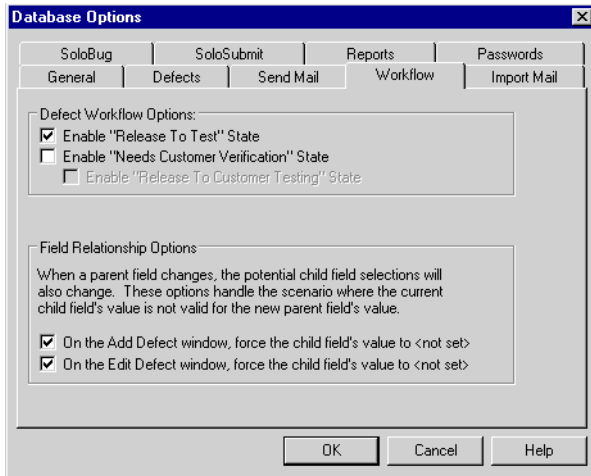 Database Options
SoloBug
SoloSubmit
Reports
Passwords
General
Defects
Send Mail
Workflow
Import Mail
Defect Workflow Options:
Enable "Release To Test" State
Enable "Needs Customer Verification" State
Enable "Release To Customer Testing" State
Field Relationship Options
When a parent field changes, the potential child field selections will
also change. These options handle the scenario where the current
child field's value is not valid for the new parent field's value.
On the Add Defect window, force the child field's value to <not set>
On the Edit Defect window, force the child field's value to <not set>
OK
Cancel
Help